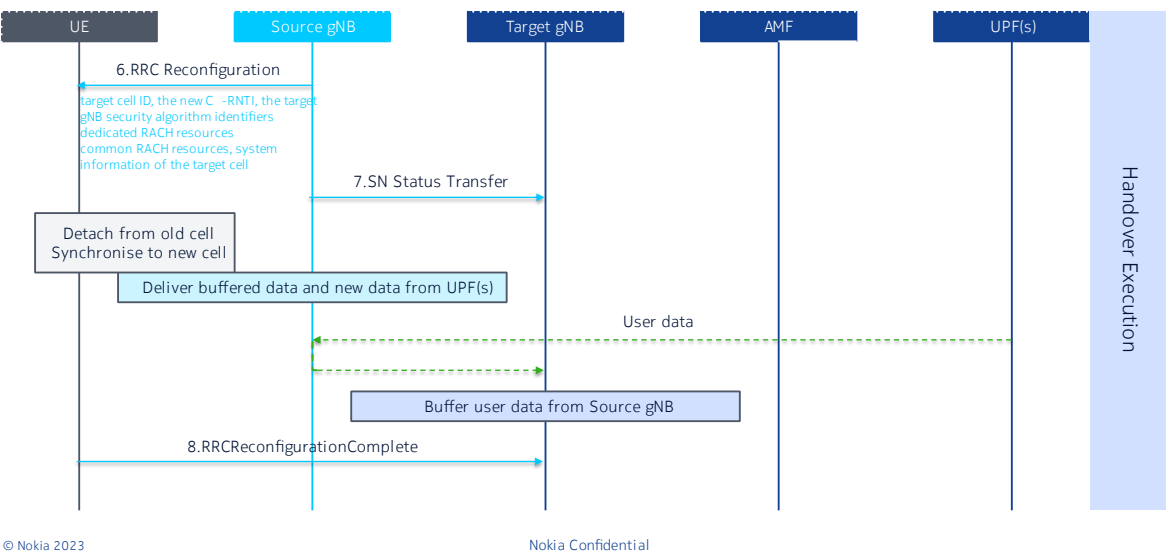 UE
Source gNB
Target gNB
AMF
UPF(s)
6.RRC Reconfiguration
target cell ID, the new C -RNTI, the target
gNB security algorithm identifiers
dedicated RACH resources
common RACH resources, system
information of the target cell
7.SN Status Transfer
Detach from old cell
Synchronise to new cell
Deliver buffered data and new data from UPF(s)
User data
Buffer user data from Source gNB
8.RRCReconfigurationComplete
Handover Execution
© Nokia 2023
Nokia Confidential